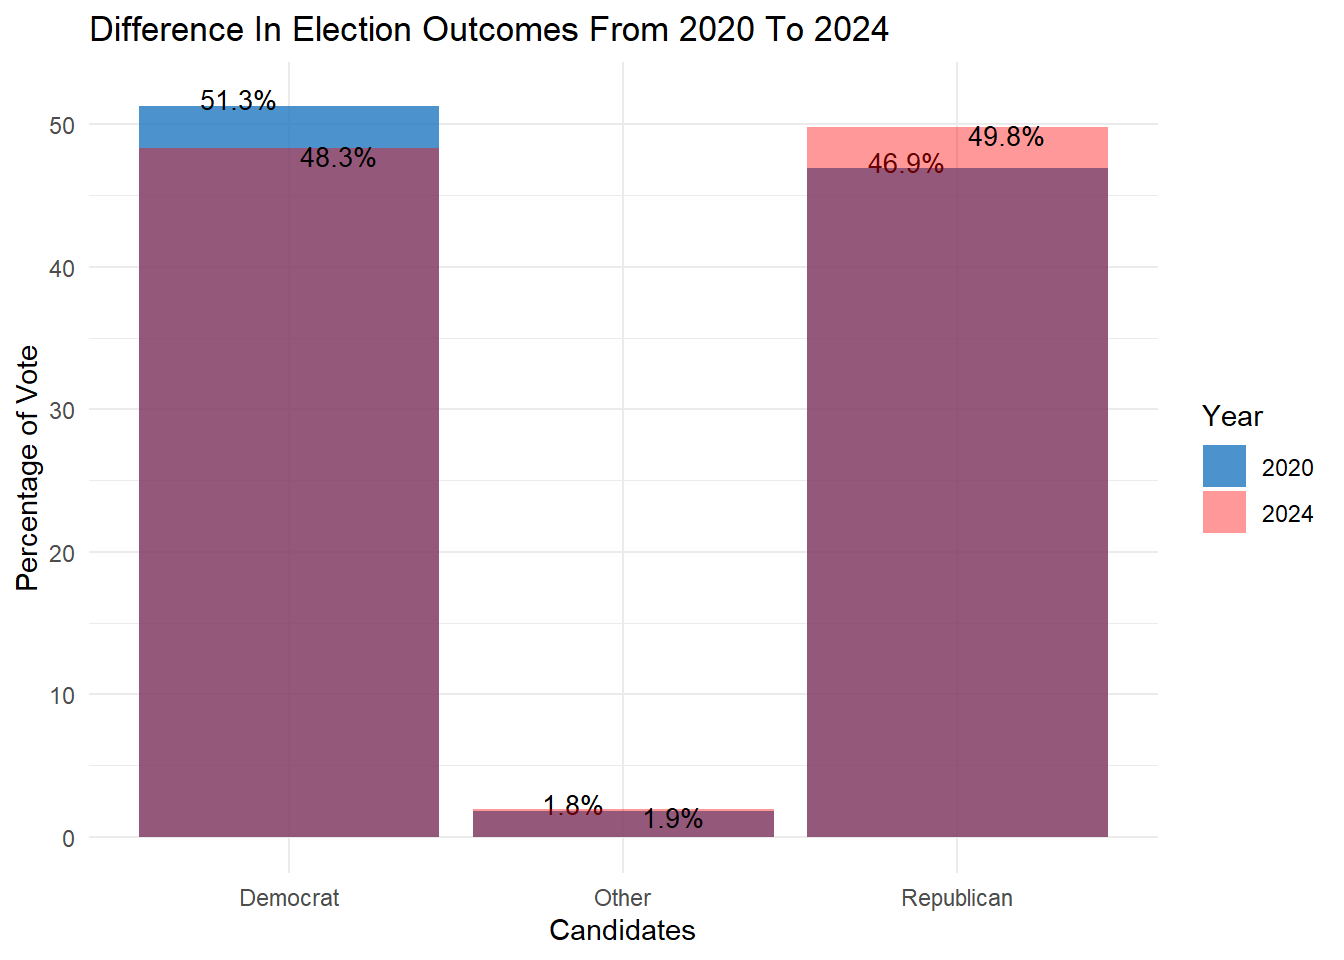 Difference In Election Outcomes From 2020 To 2024
51.3%
48.3%
49.8%
46.9%
1.8%
1.9%
50
40
30
20
10
0
Percentage of Vote
Democrat
Other
Republican
Candidates
Year
2020
2024